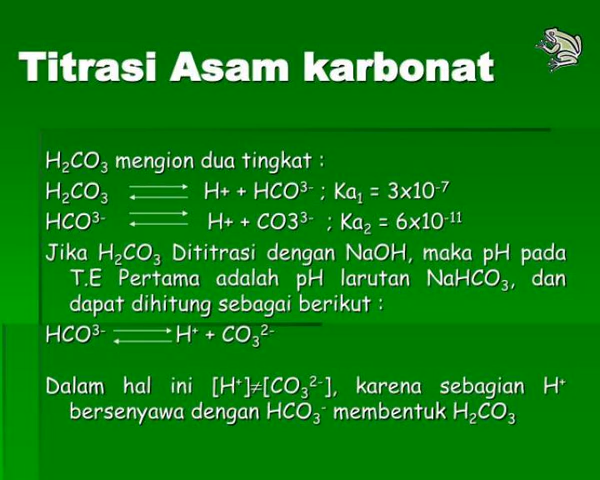 Titrasi Asam karbonat
H₂CO₃ mengion dua tingkat :
H₂CO₃ ⇄ H+ + HCO³⁻ ; Ka₁ = 3x10⁻⁷
HCO³⁻ ⇄ H+ + CO3³⁻ ; Ka₂ = 6x10⁻¹¹
Jika H₂CO₃ Dititrasi dengan NaOH, maka pH pada
T.E Pertama adalah pH larutan NaHCO₃, dan
dapat dihitung sebagai berikut :
HCO³⁻ ⇄ H⁺ + CO₃²⁻
Dalam hal ini [H⁺]≠[CO₃²⁻], karena sebagian H⁺
bersenyawa dengan HCO₃⁻ membentuk H₂CO₃